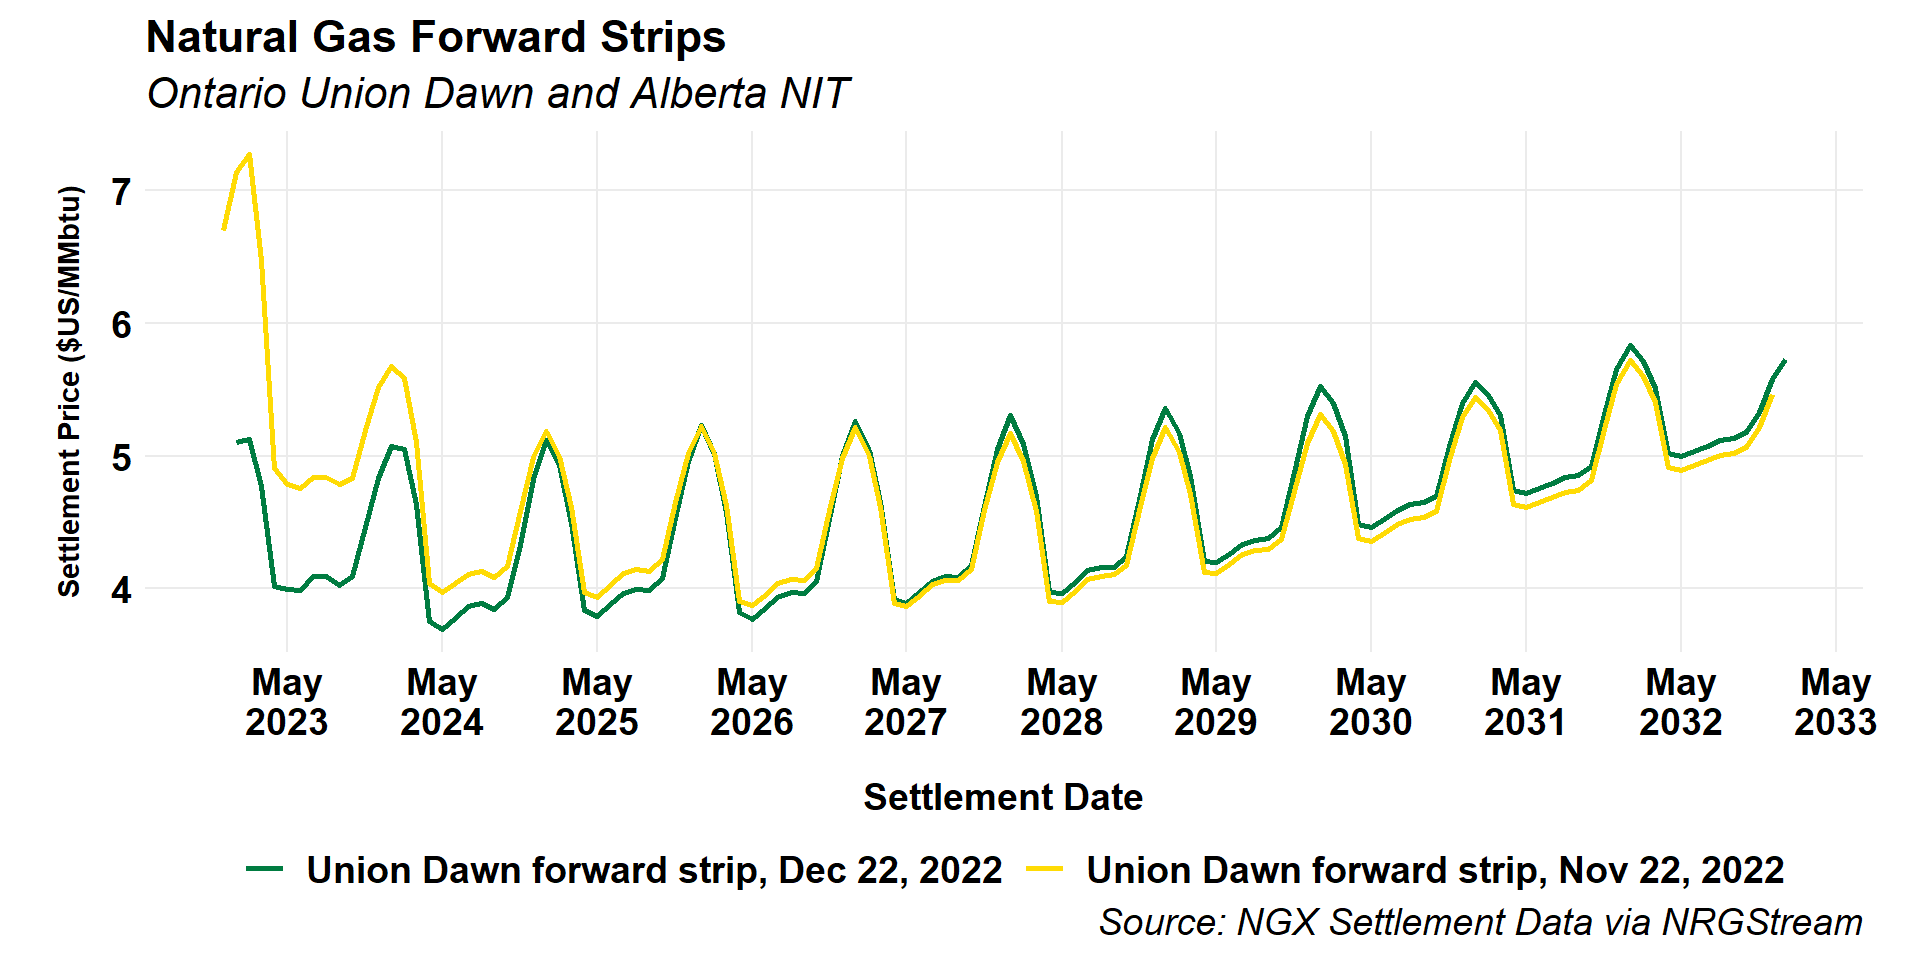 Natural Gas Forward Strips
Ontario Union Dawn and Alberta NIT
Settlement Price ($US/MMbtu)
7
6
5
4
May 2023
May 2024
May 2025
May 2026
May 2027
May 2028
May 2029
May 2030
May 2031
May 2032
May 2033
Settlement Date
Union Dawn forward strip, Dec 22, 2022
Union Dawn forward strip, Nov 22, 2022
Source: NGX Settlement Data via NRGStream